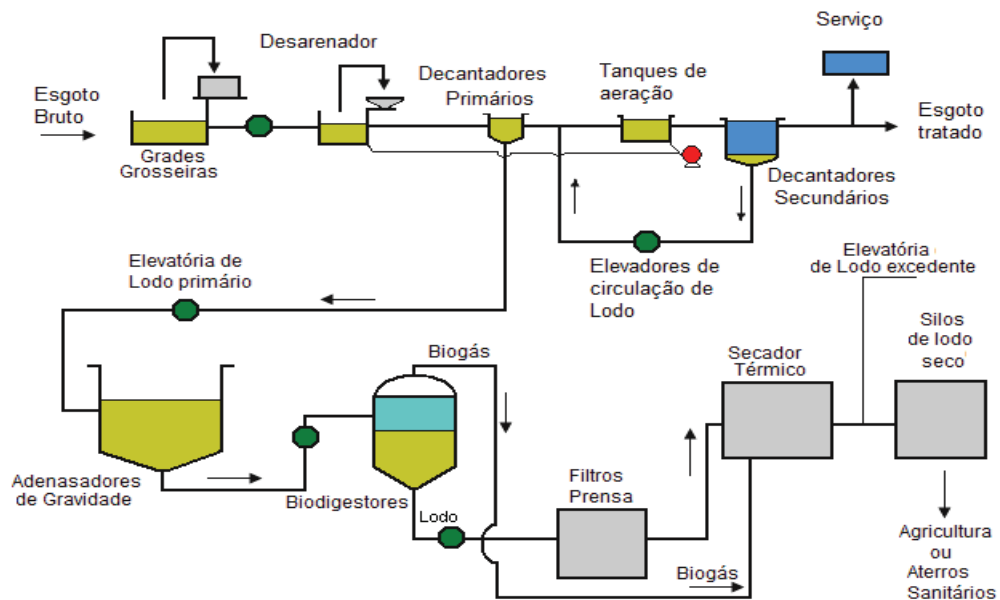 Serviço
Desarenador
Decantadores
Primários
Tanques de
aeração
Esgoto
Bruto
Esgoto
tratado
Grades
Grosseiras
Decantadores
Secundários
Elevatória de
Lodo primário
Elevadores de
circulação de
Lodo
Elevatória
de Lodo excedente
Silos
de lodo
seco
Biogás
Secador
Térmico
Adenasadores
de Gravidade
Biodigestores
Lodo
Filtros
Prensa
Biogás
Agricultura
ou
Aterros
Sanitários